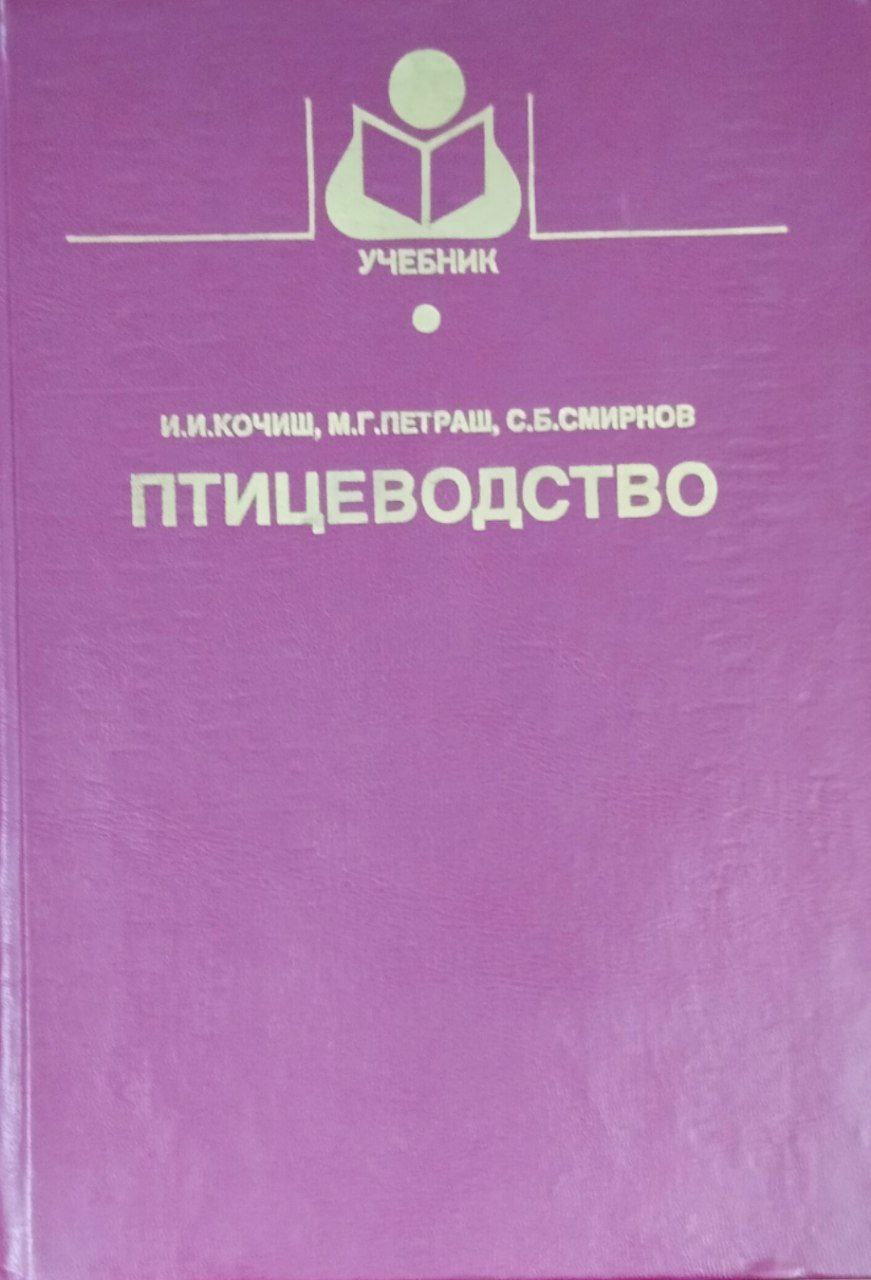 УЧЕБНИК
И.И.КОЧИШ, М.Г.ПЕТРАШ, С.Б.СМИРНОВ
ПТИЦЕВОДСТВО